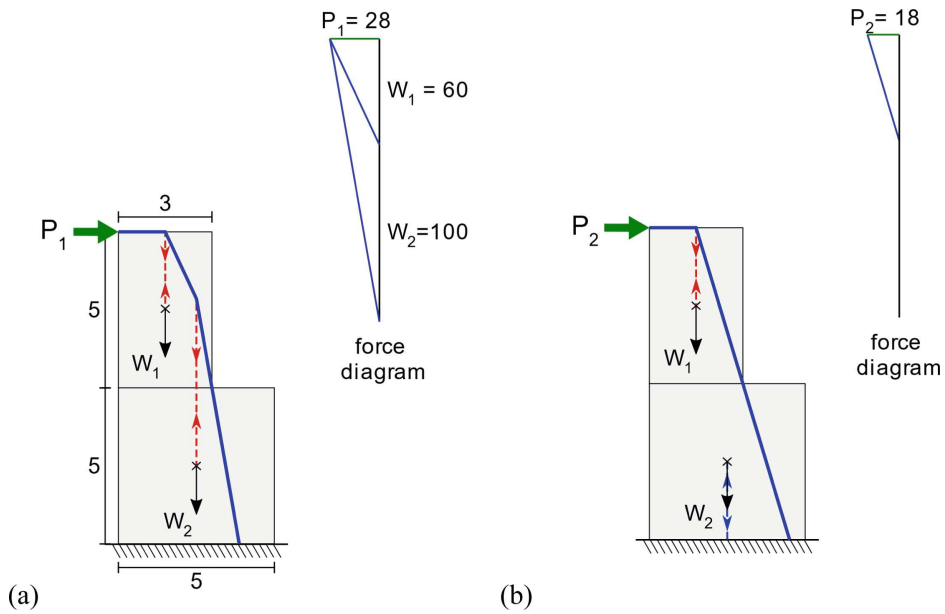 P1 = 28
W1 = 60
W2=100
force
diagram
3
P1
5
W1
5
W2
5
(a)
P2 = 18
force
diagram
P2
W1
W2
(b)